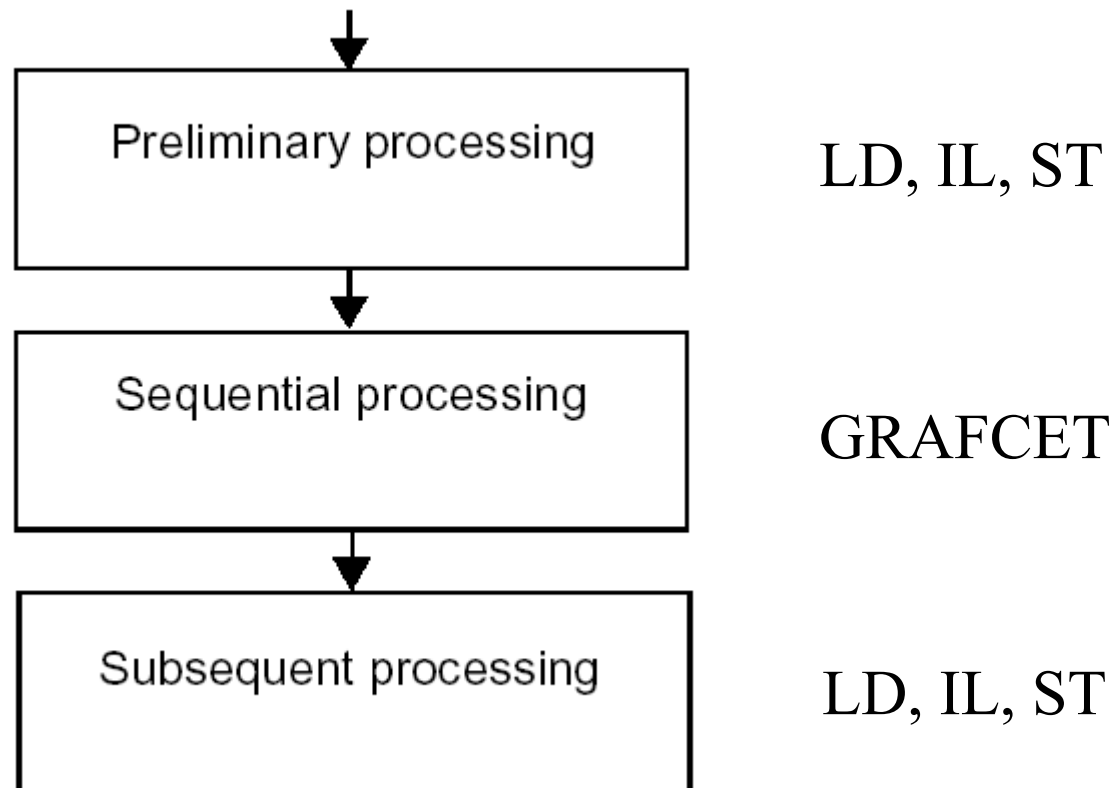 Preliminary processing
LD, IL, ST
Sequential processing
GRAFCET
Subsequent processing
LD, IL, ST